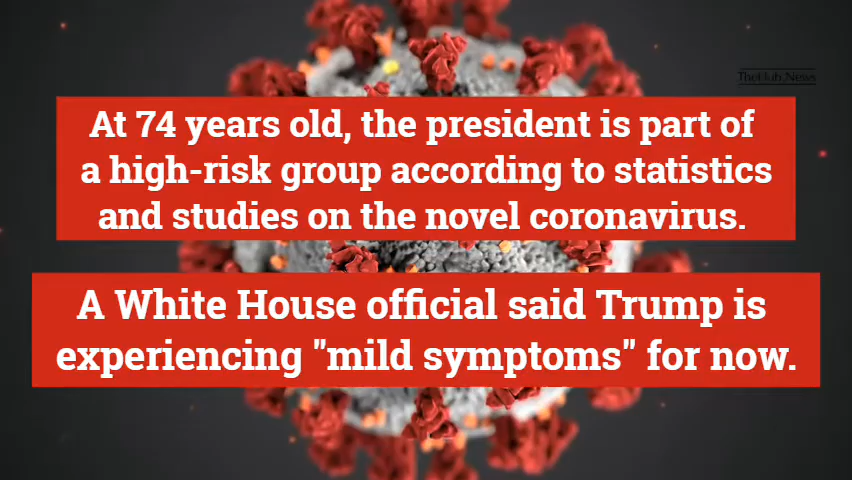 TheHub.News
At 74 years old, the president is part of
a high-risk group according to statistics
and studies on the novel coronavirus.
A White House official said Trump is
experiencing "mild symptoms" for now.